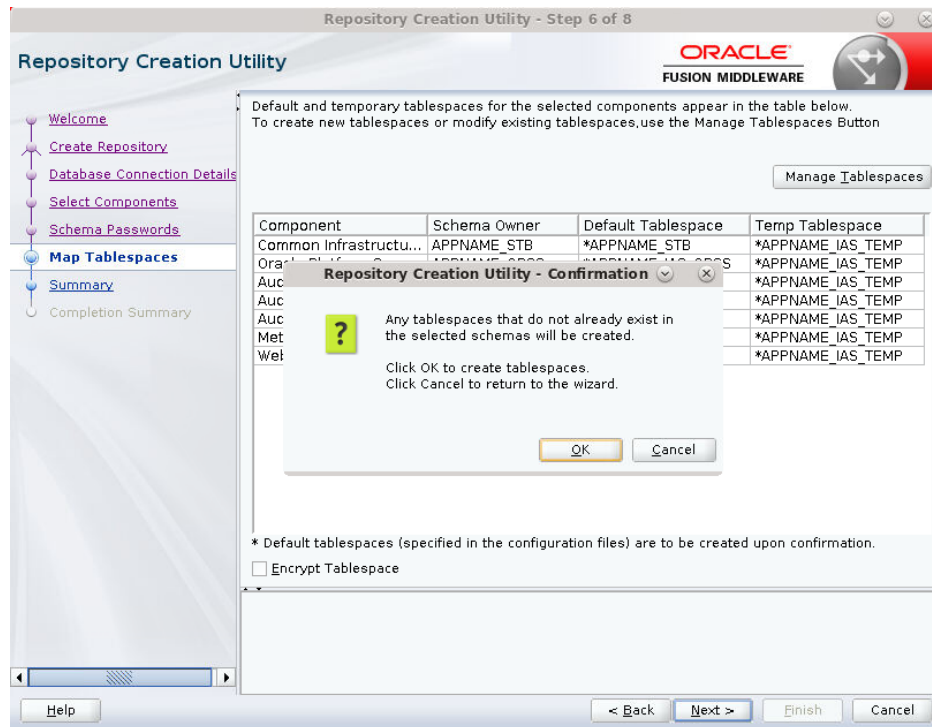 Repository Creation Utility - Step 6 of 8
Repository Creation Utility
ORACLE
FUSION MIDDLEWARE
Welcome
Create Repository
Database Connection Details
Select Components
Schema Passwords
Map Tablespaces
Summary
Completion Summary
Default and temporary tablespaces for the selected components appear in the table below.
To create new tablespaces or modify existing tablespaces,use the Manage Tablespaces Button
Manage Tablespaces
Component Schema Owner Default Tablespace Temp Tablespace
Common Infrastructu... APPNAME_STB *APPNAME_STB *APPNAME_IAS_TEMP
*APPNAME_IAS_TEMP
Aud *APPNAME_IAS_TEMP
Aud *APPNAME_IAS_TEMP
Aud *APPNAME_IAS_TEMP
Met *APPNAME_IAS_TEMP
Web *APPNAME_IAS_TEMP
Repository Creation Utility - Confirmation
?
Any tablespaces that do not already exist in
the selected schemas will be created.
Click OK to create tablespaces.
Click Cancel to return to the wizard.
OK Cancel
* Default tablespaces (specified in the configuration files) are to be created upon confirmation.
Encrypt Tablespace
Help < Back Next > Finish Cancel